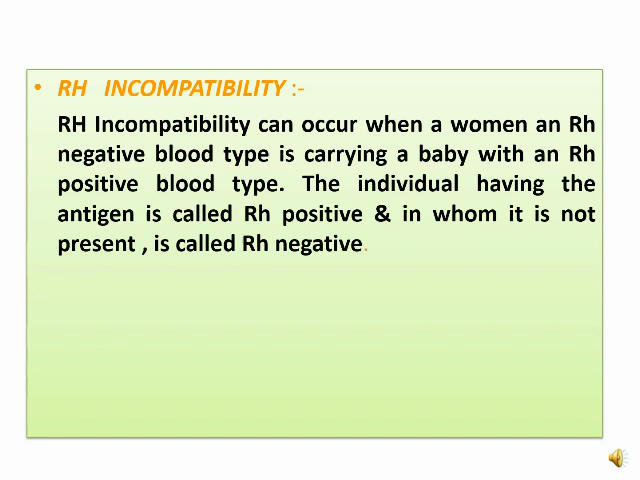 • RH INCOMPATIBILITY :-
RH Incompatibility can occur when a women an Rh
negative blood type is carrying a baby with an Rh
positive blood type. The individual having the
antigen is called Rh positive & in whom it is not
present , is called Rh negative.